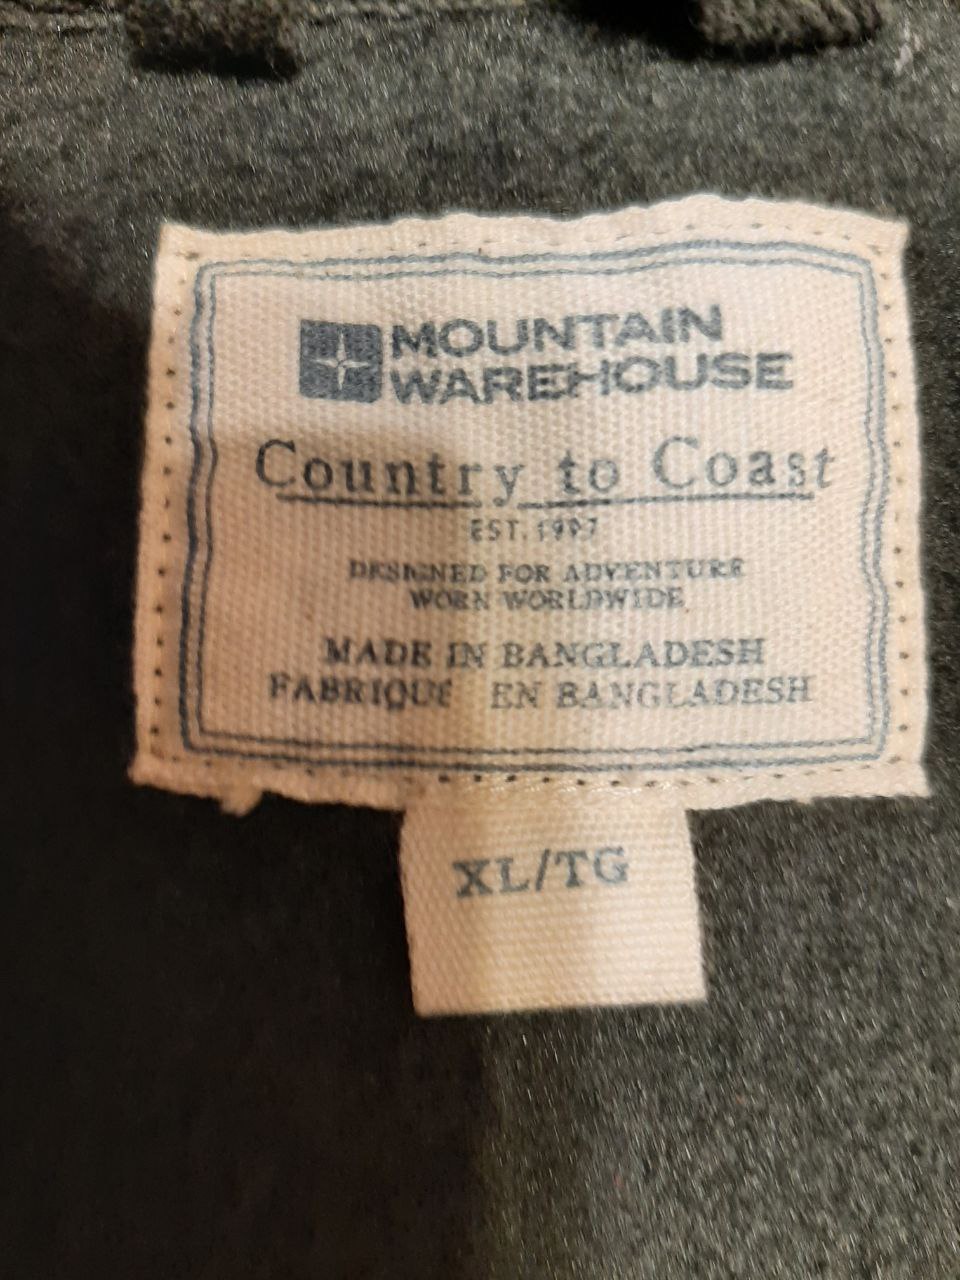 MOUNTAIN
WAREHOUSE
Country to Coast
EST. 1997
DESIGNED FOR ADVENTURE
WORN WORLDWIDE
MADE IN BANGLADESH
FABRIQUE EN BANGLADESH
XL/TG